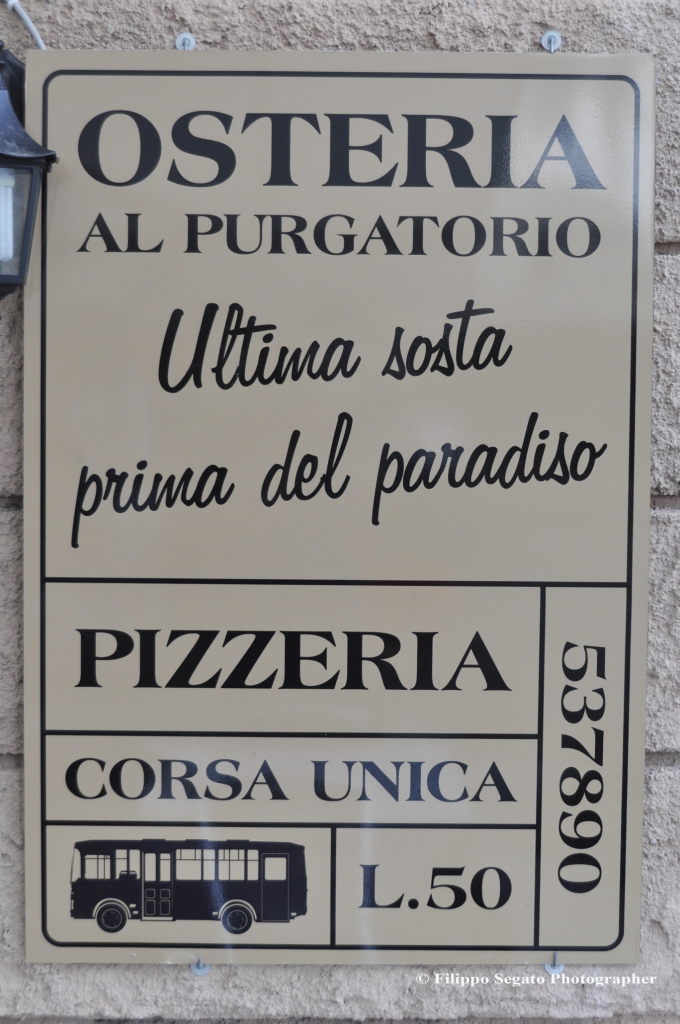 OSTERIA
AL PURGATORIO
Ultima sosta
prima del paradiso
PIZZERIA
537890
CORSA UNICA
L.50
© Filippo Segato Photographer